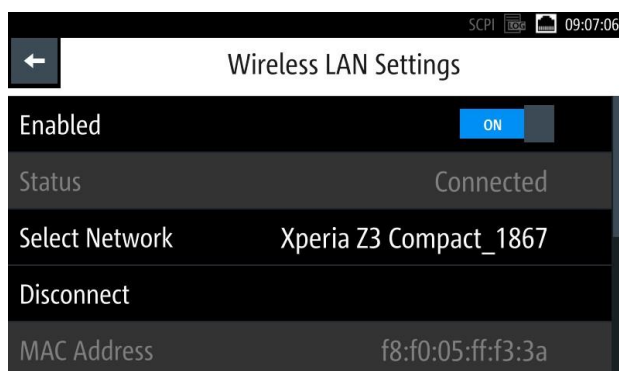 SCPI LOG 09:07:06
Wireless LAN Settings
Enabled ON
Status Connected
Select Network Xperia Z3 Compact_1867
Disconnect
MAC Address f8:f0:05:ff:f3:3a